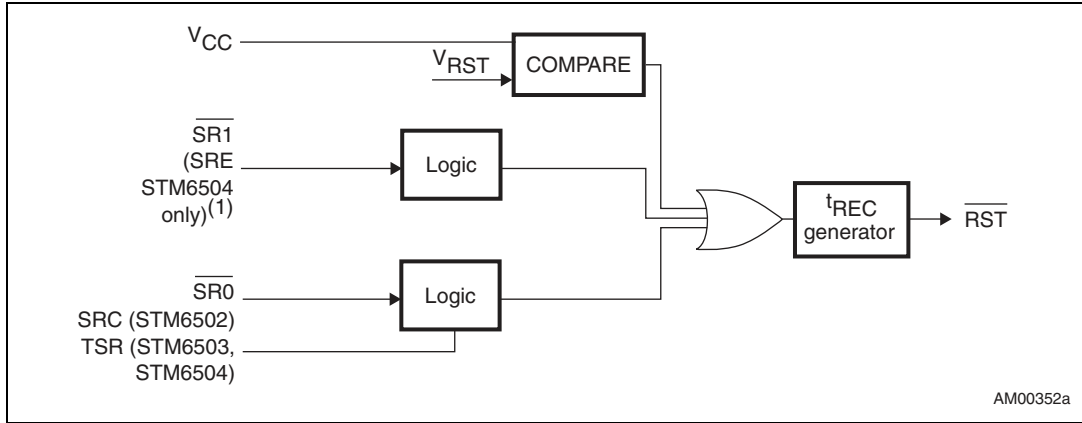 VCC
VRST
COMPARE
SR1
(SRE
STM6504
only)(1)
Logic
tREC
generator
RST
SR0
SRC (STM6502)
TSR (STM6503,
STM6504)
Logic
AM00352a